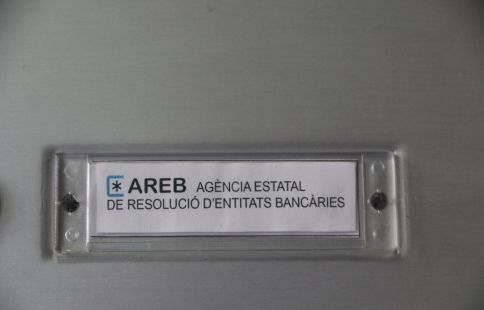 AREB AGÈNCIA ESTATAL
DE RESOLUCIÓ D'ENTITATS BANCÀRIES